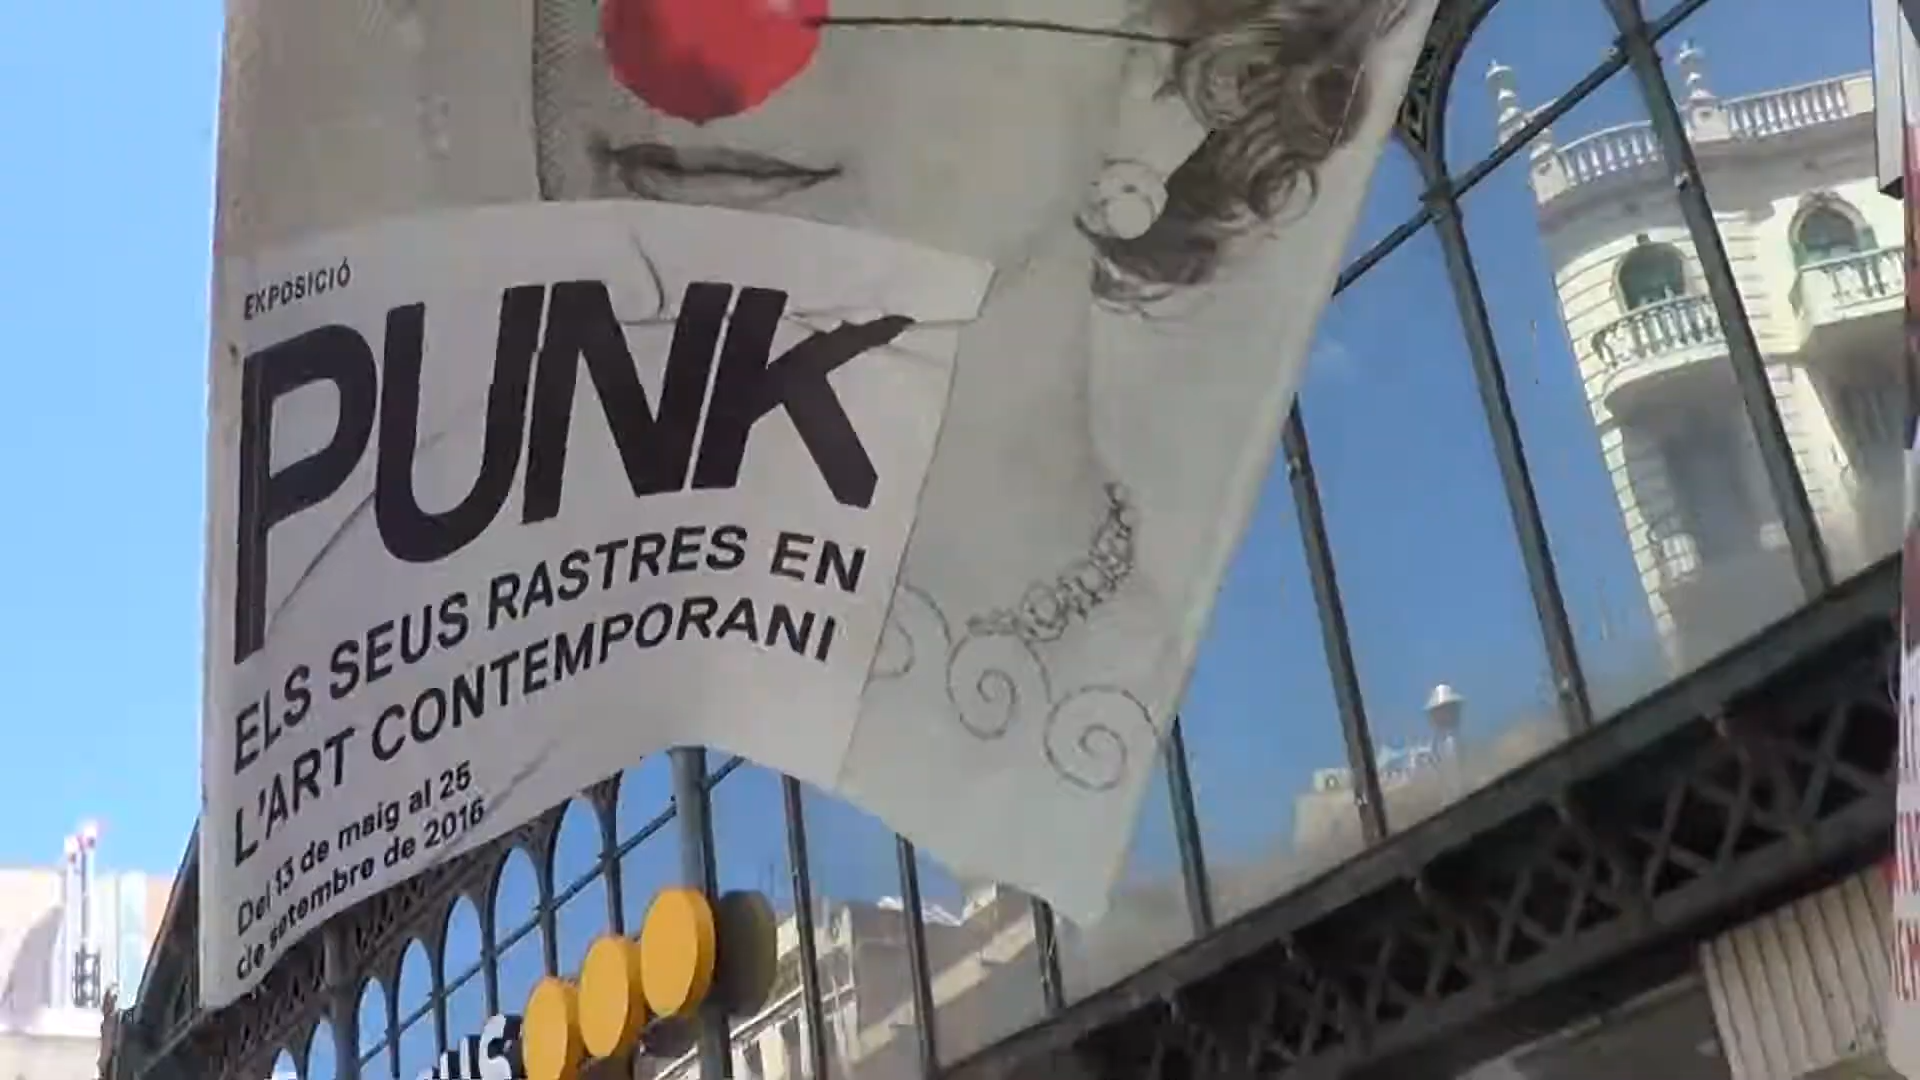 EXPOSICIÓ
PUNK
ELS SEUS RASTRES EN
L'ART CONTEMPORANI
Del 13 de maig al 25
de setembre de 2016